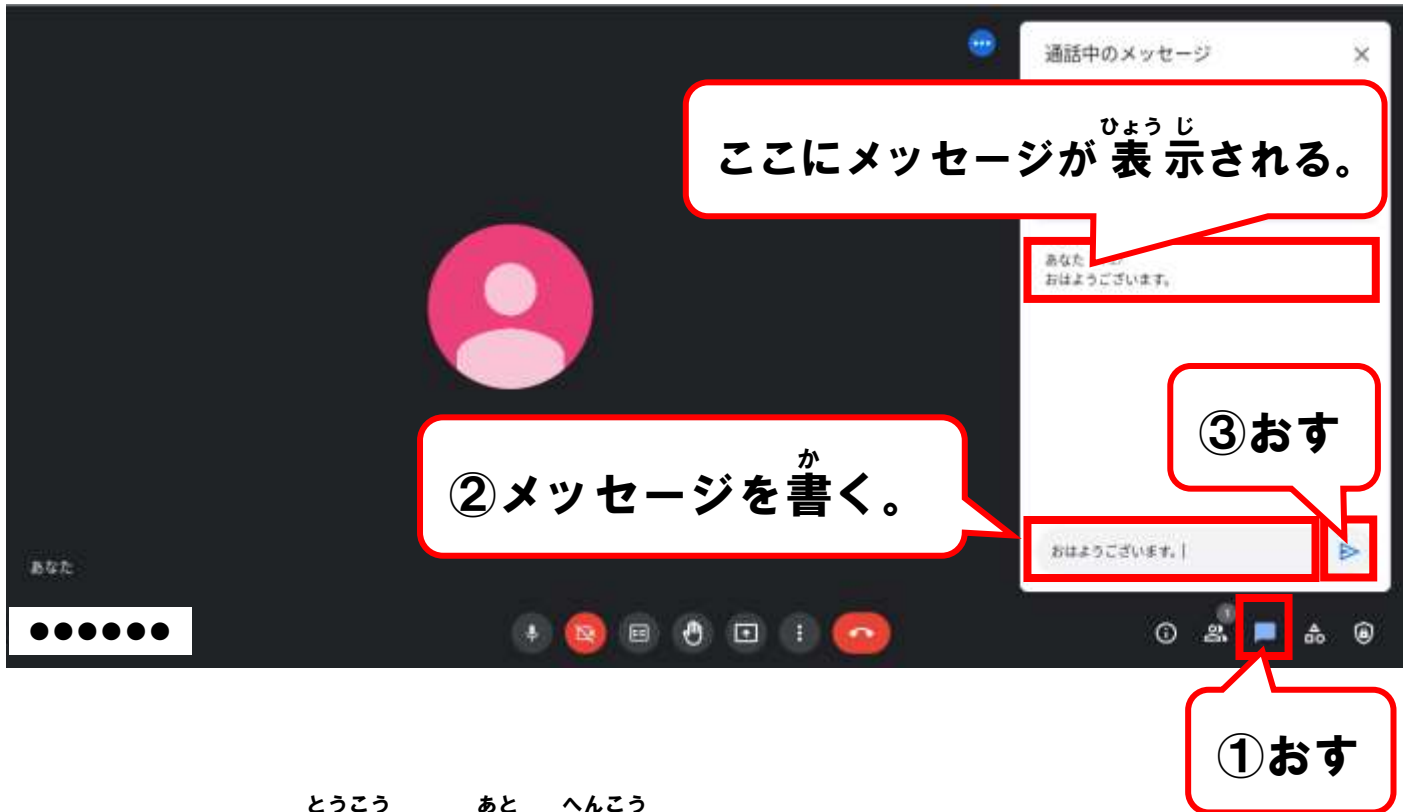 通話中のメッセージ
ひょうじ
ここにメッセージが表示される。
あなた
おはようございます。
③おす
か
②メッセージを書く。
おはようございます。
あなた
●●●●●●
1
①おす
とうこう あと へんこう